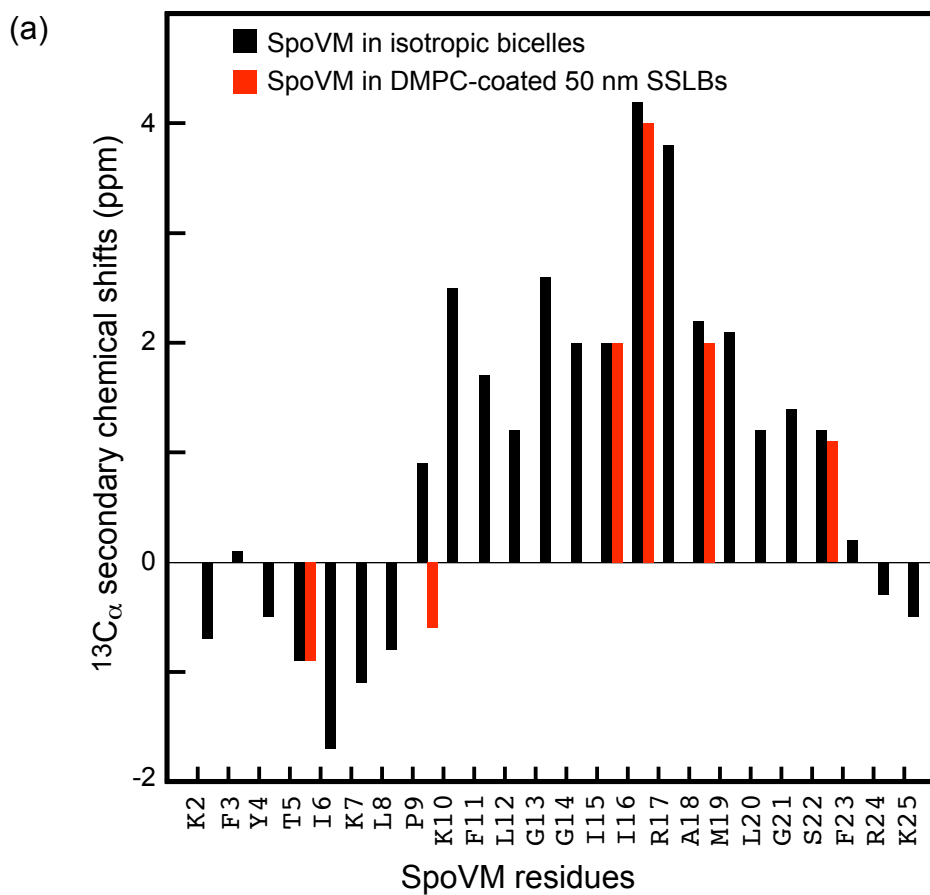 (a)
SpoVM in isotropic bicelles
SpoVM in DMPC-coated 50 nm SSLBs
13Cα secondary chemical shifts (ppm)
4
2
0
-2
K2 F3 Y4 T5 I6 K7 L8 P9 K10 F11 L12 G13 G14 I15 I16 R17 A18 M19 L20 G21 S22 F23 R24 K25
SpoVM residues